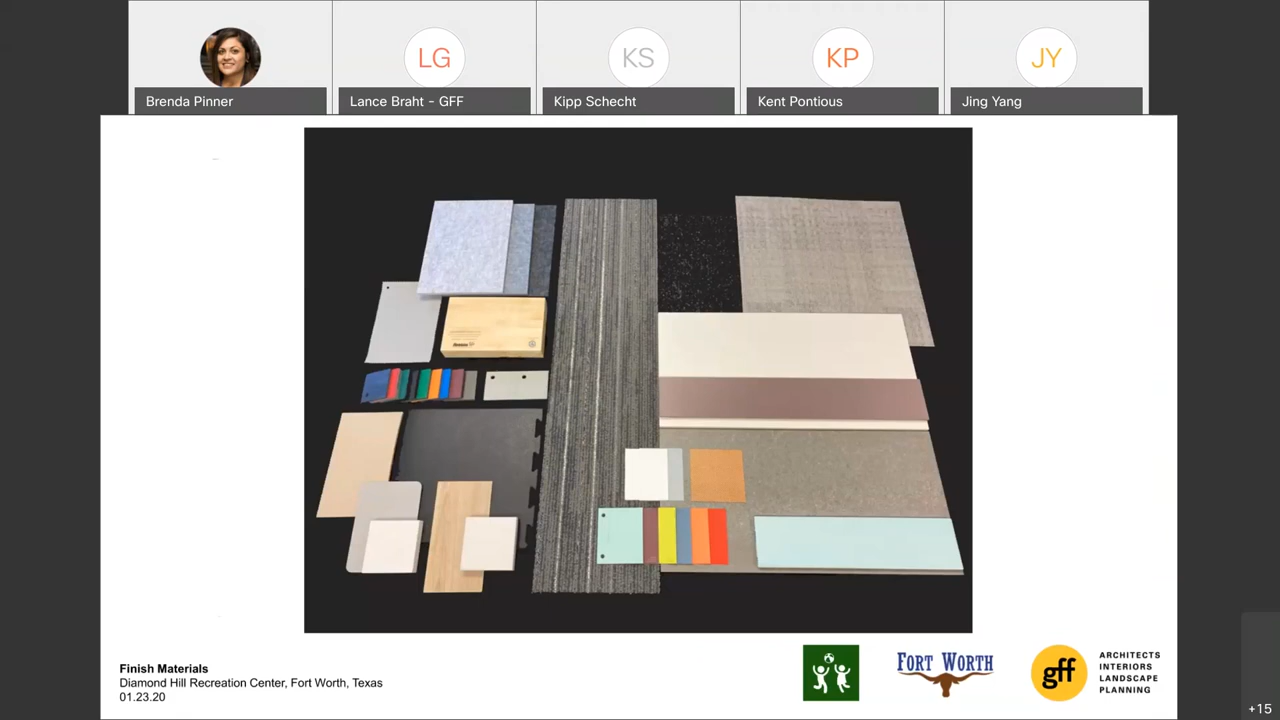 LG
KS
KP
JY
Brenda Pinner
Lance Braht - GFF
Kipp Schecht
Kent Pontious
Jing Yang
Finish Materials
Diamond Hill Recreation Center, Fort Worth, Texas
01.23.20
FORT WORTH
gff
ARCHITECTS
INTERIORS
LANDSCAPE
PLANNING
+15